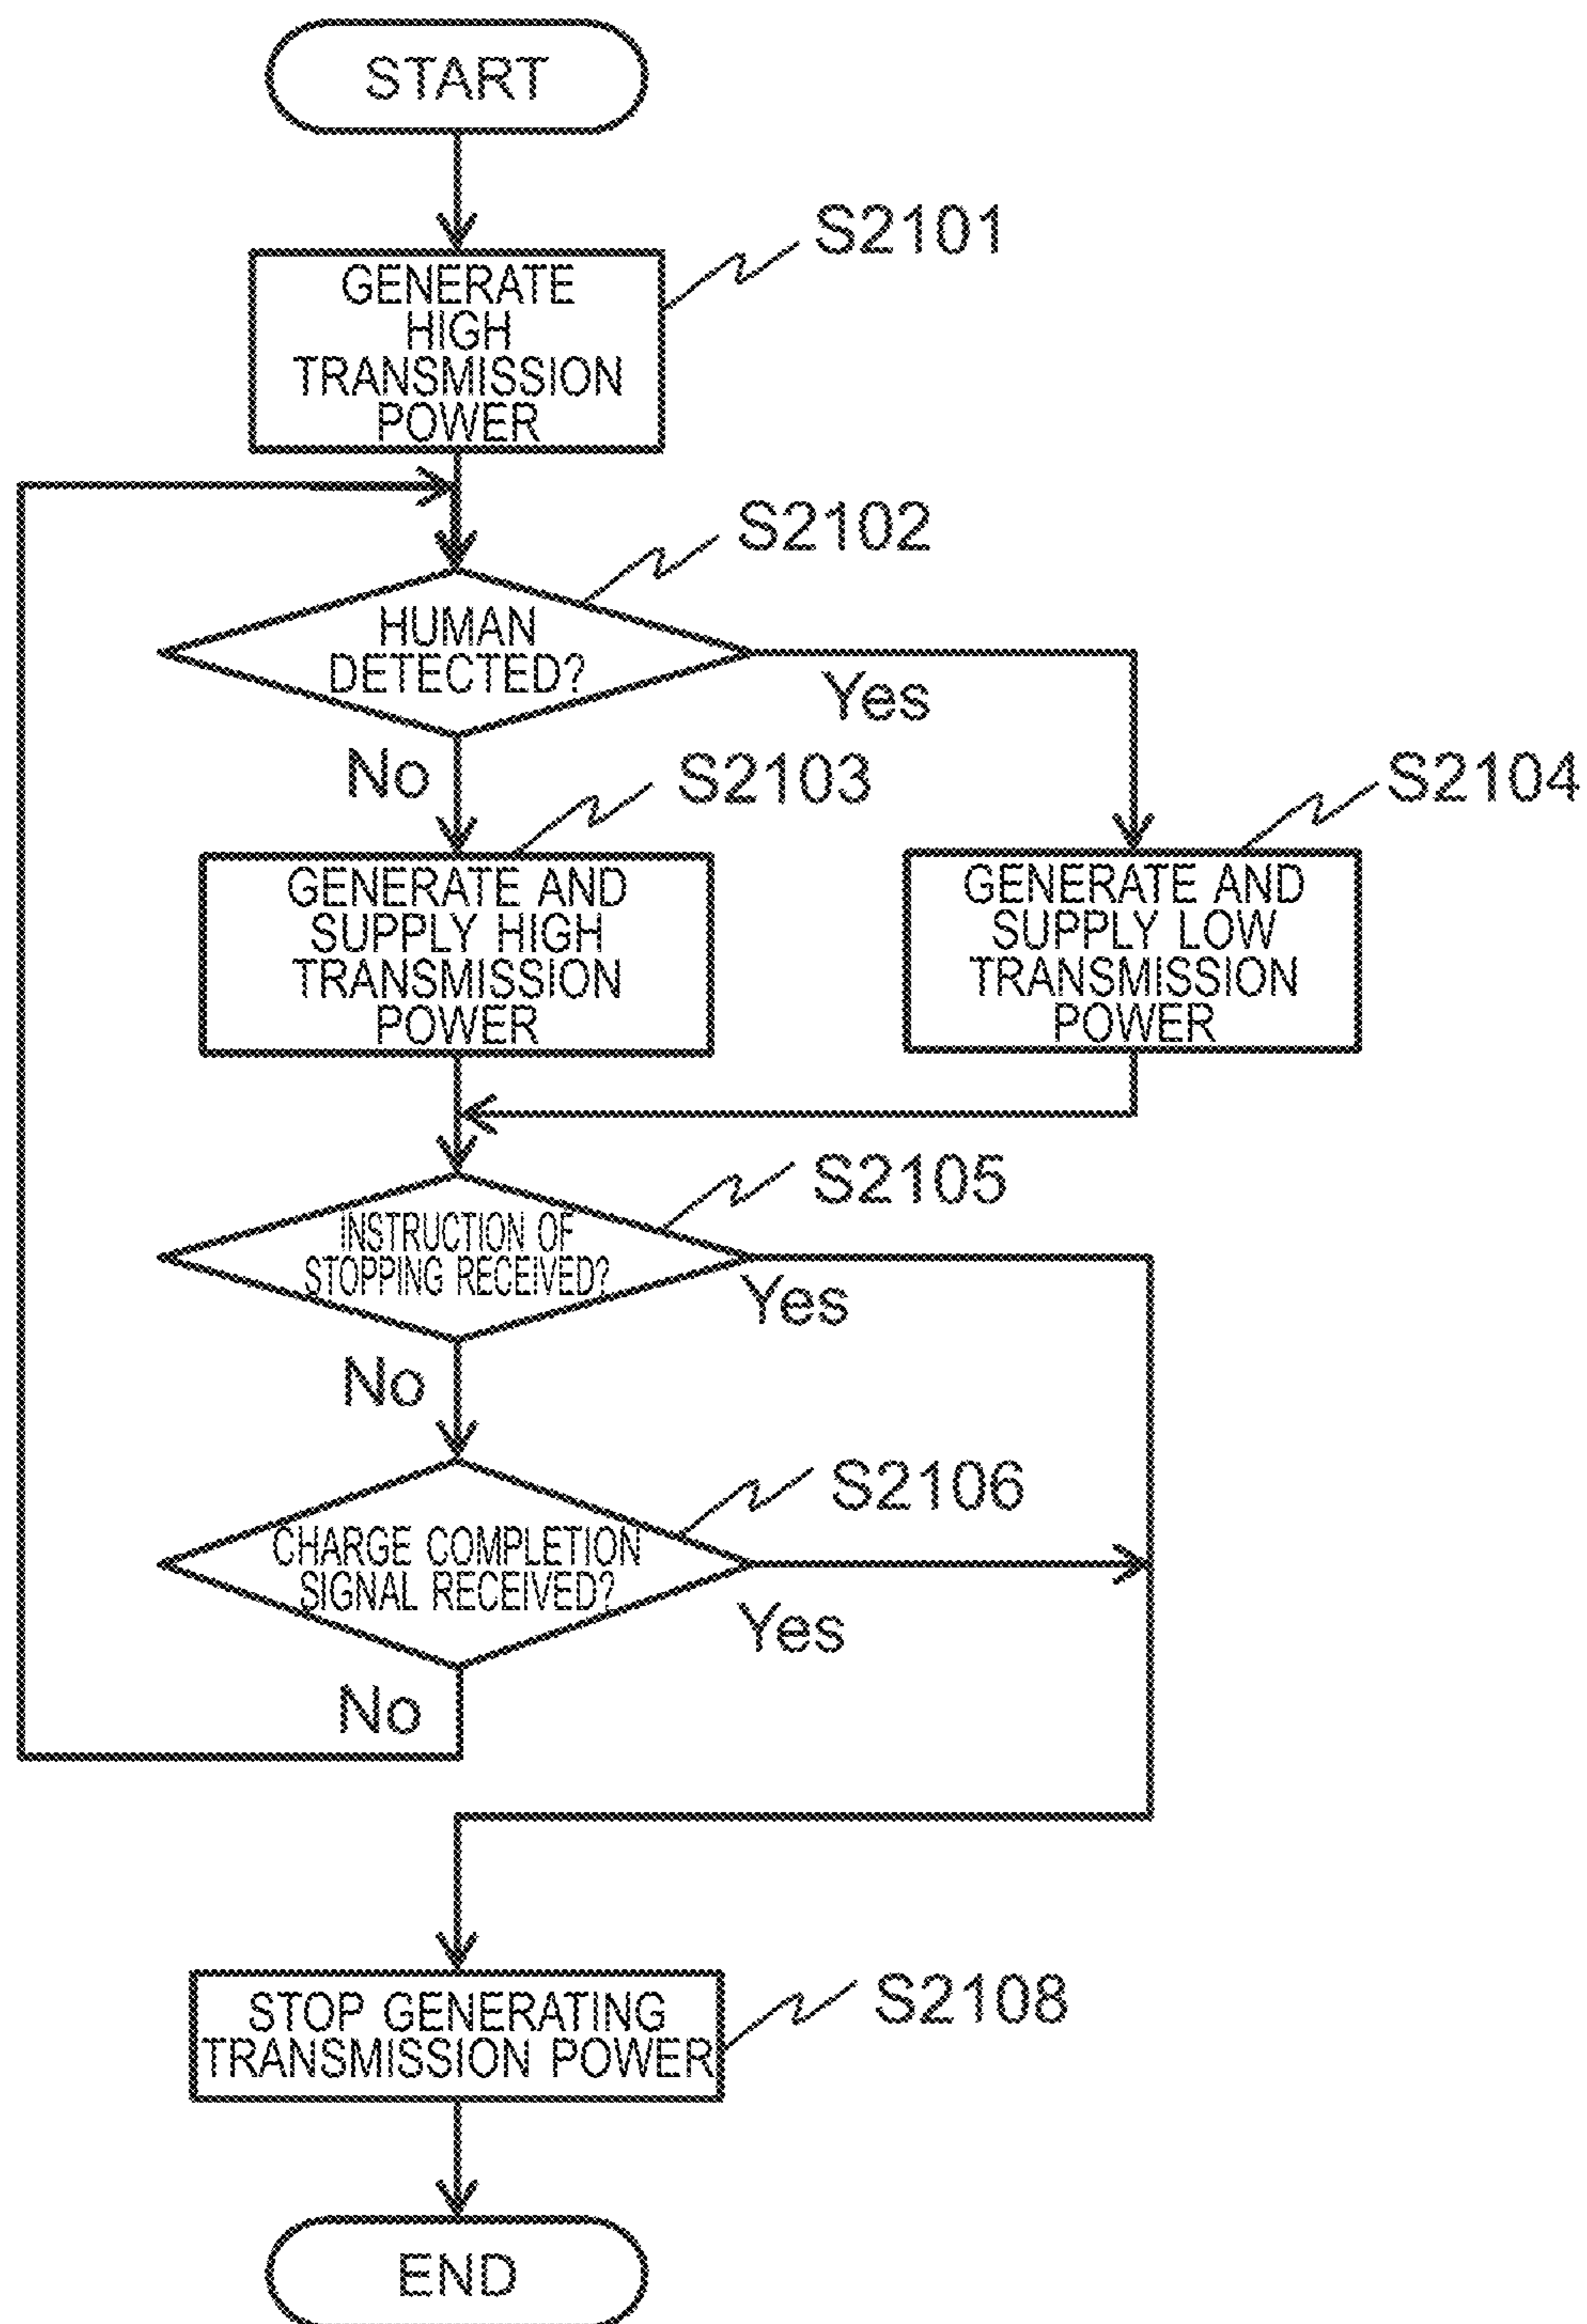 START
S2101
GENERATE
HIGH
TRANSMISSION
POWER
S2102
HUMAN
DETECTED?
Yes
No
S2103
S2104
GENERATE AND
SUPPLY HIGH
TRANSMISSION
POWER
GENERATE AND
SUPPLY LOW
TRANSMISSION
POWER
S2105
INSTRUCTION OF
STOPPING RECEIVED?
Yes
No
S2106
CHARGE COMPLETION
SIGNAL RECEIVED?
Yes
No
S2108
STOP GENERATING
TRANSMISSION POWER
END